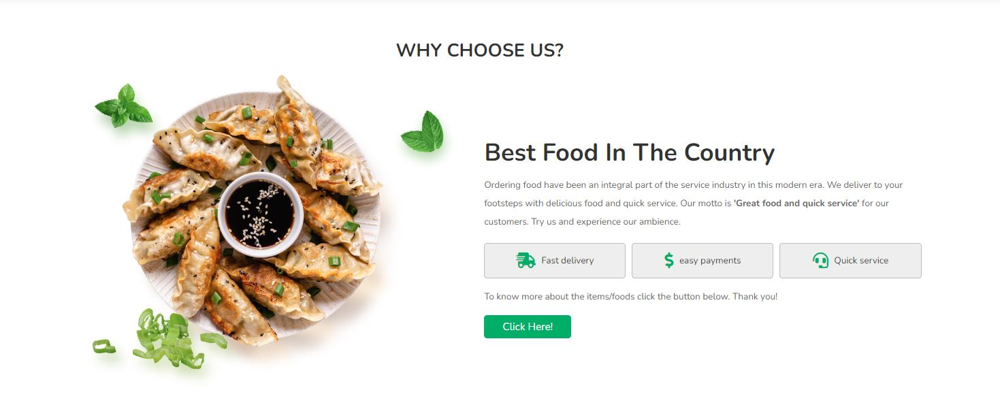 WHY CHOOSE US?
Best Food In The Country
Ordering food have been an integral part of the service industry in this modern era. We deliver to your
footsteps with delicious food and quick service. Our motto is 'Great food and quick service' for our
customers. Try us and experience our ambience.
Fast delivery
easy payments
Quick service
To know more about the items/foods click the button below. Thank you!
Click Here!